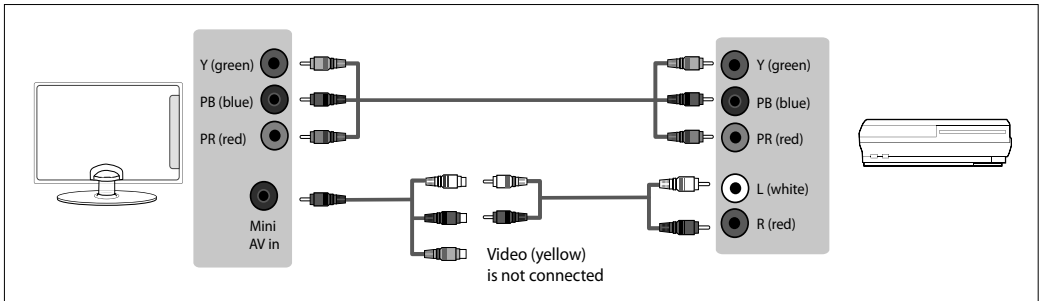 Y (green)
PB (blue)
PR (red)
Mini
AV in
Video (yellow)
is not connected
Y (green)
PB (blue)
PR (red)
L (white)
R (red)